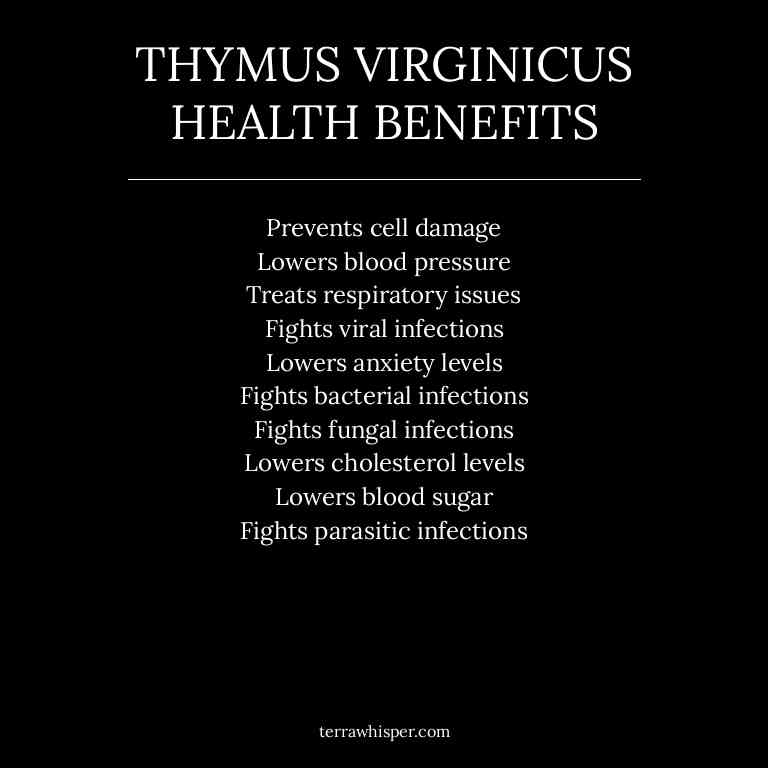 THYMUS VIRGINICUS
HEALTH BENEFITS
Prevents cell damage
Lowers blood pressure
Treats respiratory issues
Fights viral infections
Lowers anxiety levels
Fights bacterial infections
Fights fungal infections
Lowers cholesterol levels
Lowers blood sugar
Fights parasitic infections
terrawhisper.com